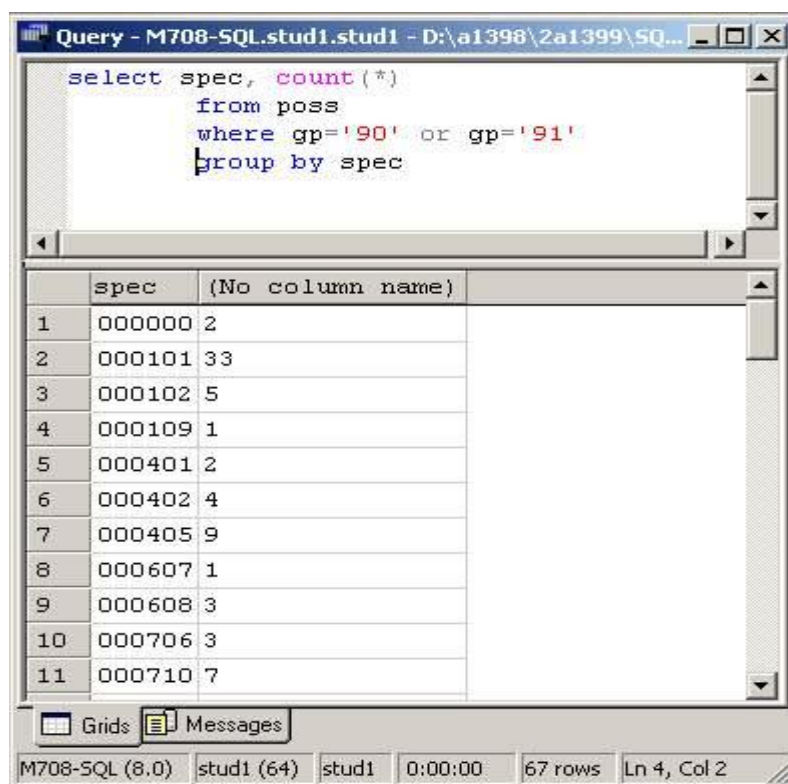 Query - M708-SQL.stud1.stud1 - D:\a1398\2a1399\SQ...
select spec, count(*)
from poss
where gp='90' or gp='91'
group by spec
spec (No column name)
1 000000 2
2 000101 33
3 000102 5
4 000109 1
5 000401 2
6 000402 4
7 000405 9
8 000607 1
9 000608 3
10 000706 3
11 000710 7
Grids Messages
M708-SQL (8.0) stud1 (64) stud1 0:00:00 67 rows Ln 4, Col 2